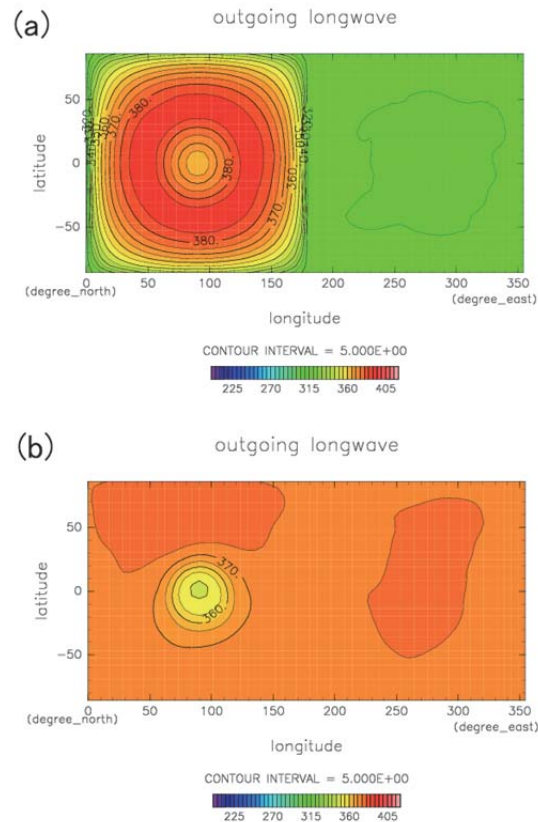 (a)
outgoing longwave
380.
370.
360.
380.
370.
380.
50
0
−50
latitude
0
50
100
150
200
250
300
350
(degree_north)
(degree_east)
longitude
CONTOUR INTERVAL = 5.000E+00
225
270
315
360
405
(b)
outgoing longwave
370.
360.
50
0
−50
latitude
0
50
100
150
200
250
300
350
(degree_north)
(degree_east)
longitude
CONTOUR INTERVAL = 5.000E+00
225
270
315
360
405